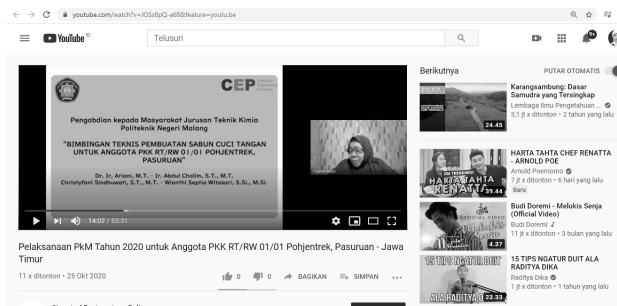 youtube.com/watch?v=JOSs8pQ-a68&feature=youtu.be
YouTube ID
Telusuri
9+
CEP
Pengabdian kepada Masyarakat Jurusan Teknik Kimia
Politeknik Negeri Malang
"BIMBINGAN TEKNIS PEMBUATAN SABUN CUCI TANGAN
UNTUK ANGGOTA PKK RT/RW 01/01 POHJENTREK,
PASURUAN"
Dr. Ir. Ariani, M.T. - Ir. Abdul Chalim, S.T., M.T.
Christyfani Sindhuwati, S.T., M.T. - Wianthi Septia Witasari, S.Si., M.Si.
14:02 / 53:31
Pelaksanaan PkM Tahun 2020 untuk Anggota PKK RT/RW 01/01 Pohjentrek, Pasuruan - Jawa
Timur
11 x ditonton • 25 Okt 2020
0
0
BAGIKAN
SIMPAN
Berikutnya
PUTAR OTOMATIS
24.45
Karangsambung: Dasar
Samudra yang Tersingkap
Lembaga Ilmu Pengetahuan ...
3,1 jt x ditonton • 2 tahun yang lalu
HARTA TAHTA
RENATTA
39.44
HARTA TAHTA CHEF RENATTA
- ARNOLD POE
Arnold Poernomo
7 jt x ditonton • 6 hari yang lalu
Baru
OFFICIAL VIDEO
4.37
Budi Doremi - Melukis Senja
(Official Video)
Budi Doremi
11 jt x ditonton • 3 bulan yang lalu
15 TIPS NGATUR DUIT
ALA RADITYA D
23.33
15 TIPS NGATUR DUIT ALA
RADITYA DIKA
Raditya Dika
1 jt x ditonton • 1 tahun yang lalu